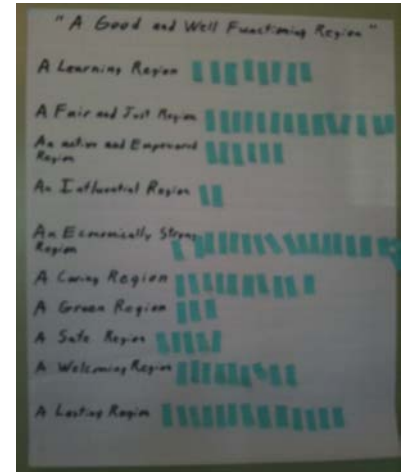 "A Good and Well Functioning Region"
A Learning Region
A Fair and Just Region
An active and Empowered
Region
An Influential Region
An Economically Strong
Region
A Caring Region
A Green Region
A Safe Region
A Welcoming Region
A Lasting Region